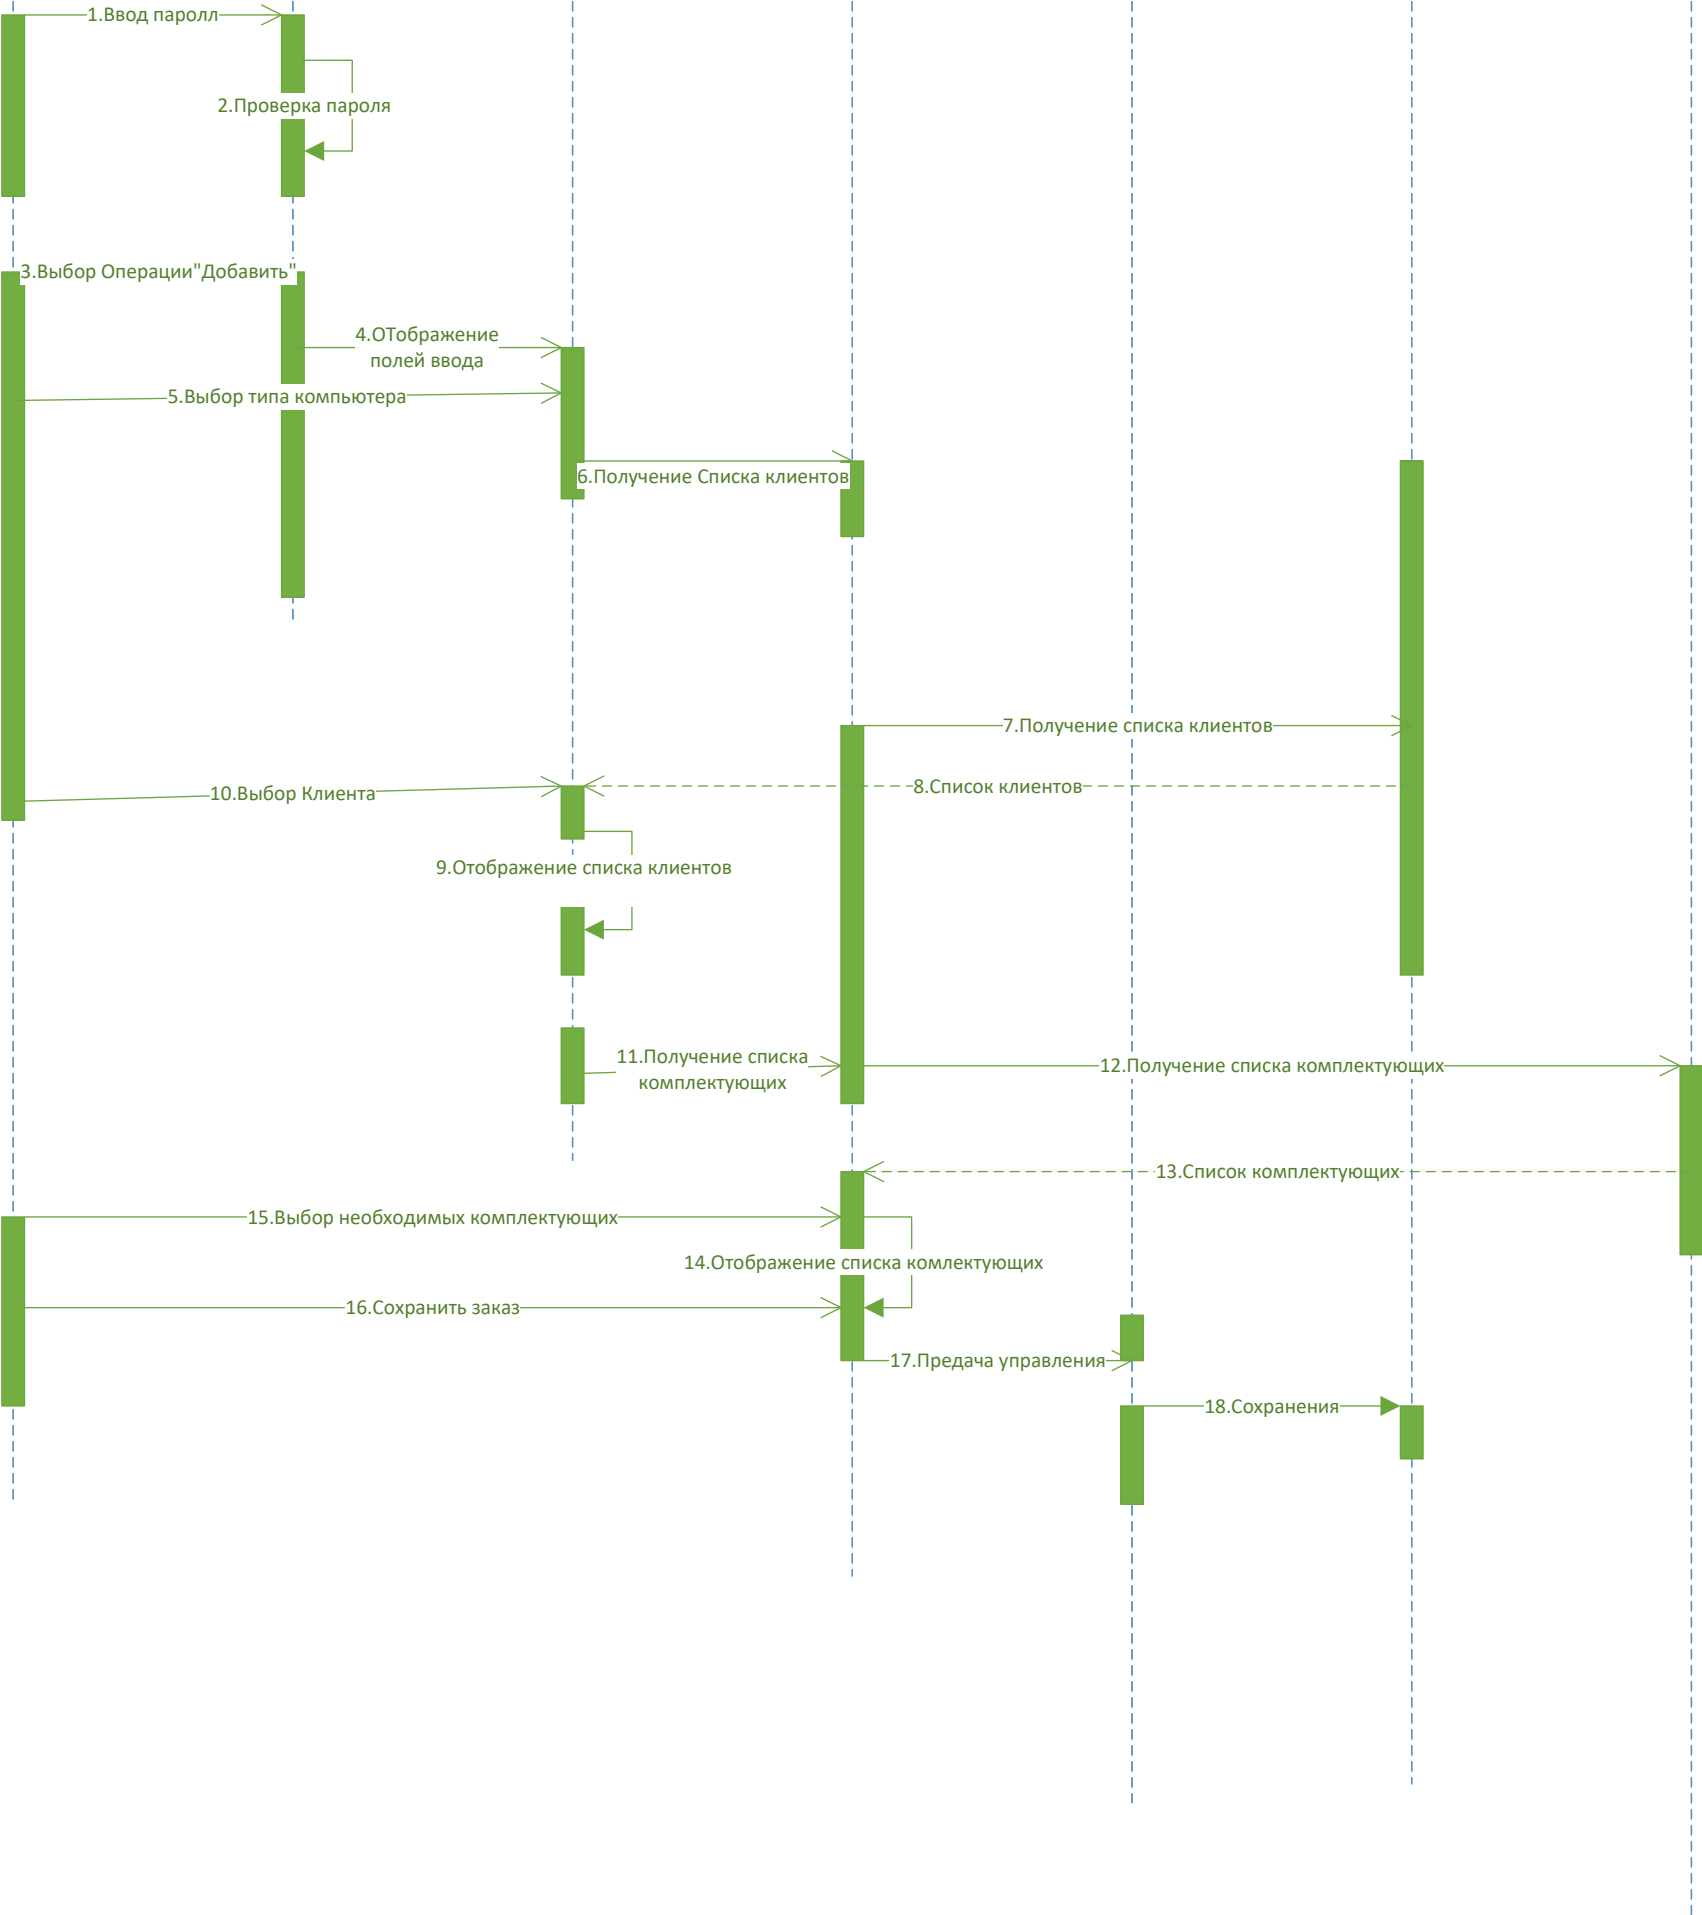 1.Ввод паролл
2.Проверка пароля
3.Выбор Операции"Добавить"
4.ОТображение
полей ввода
5.Выбор типа компьютера
6.Получение Списка клиентов
7.Получение списка клиентов
8.Список клиентов
10.Выбор Клиента
9.Отображение списка клиентов
11.Получение списка
комплектующих
12.Получение списка комплектующих
13.Список комплектующих
15.Выбор необходимых комплектующих
14.Отображение списка комлектующих
16.Сохранить заказ
17.Предача управления
18.Сохранения